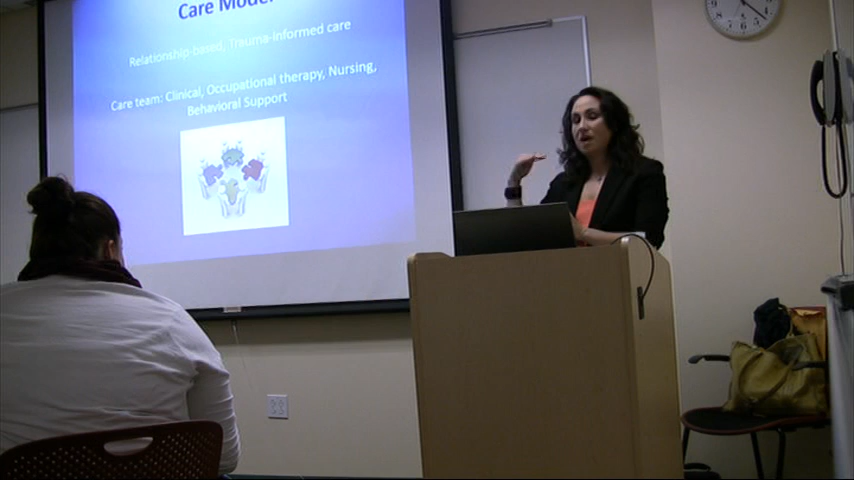 Care Model
Relationship-based, Trauma-informed care
Care team: Clinical, Occupational therapy, Nursing,
Behavioral Support